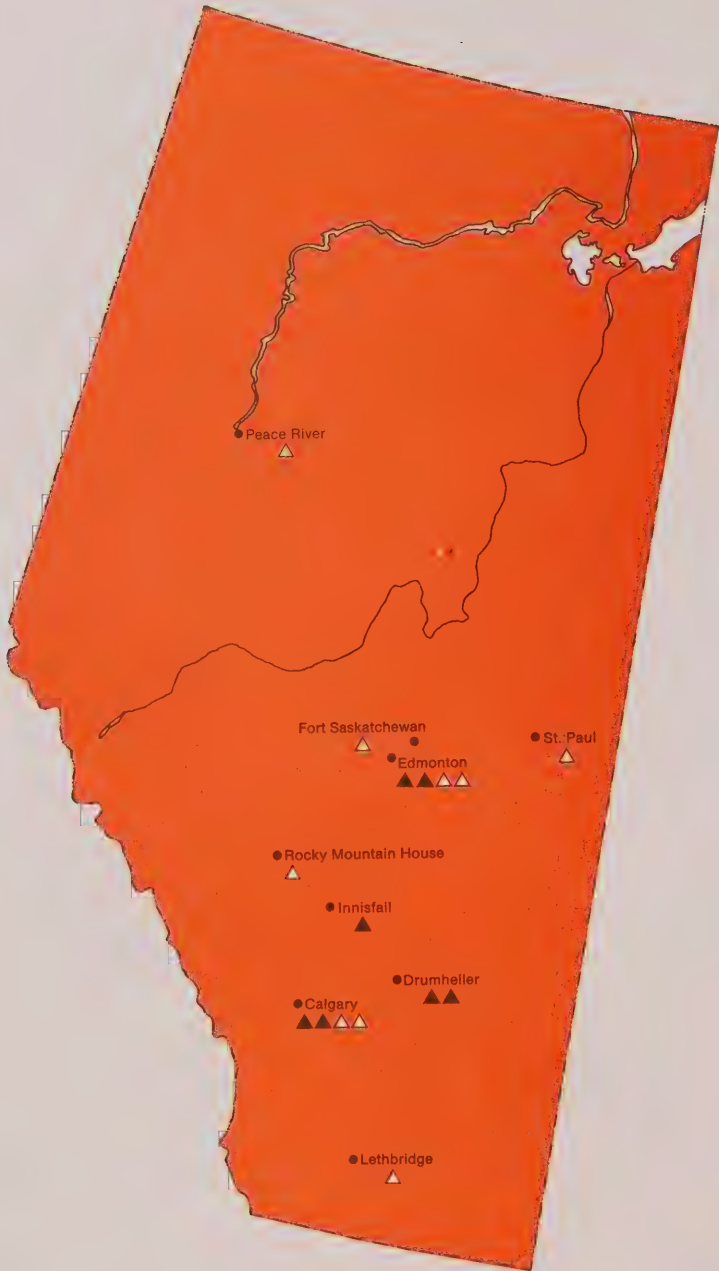 Peace River
Fort Saskatchewan
St. Paul
Edmonton
Rocky Mountain House
Innisfail
Drumheller
Calgary
Lethbridge